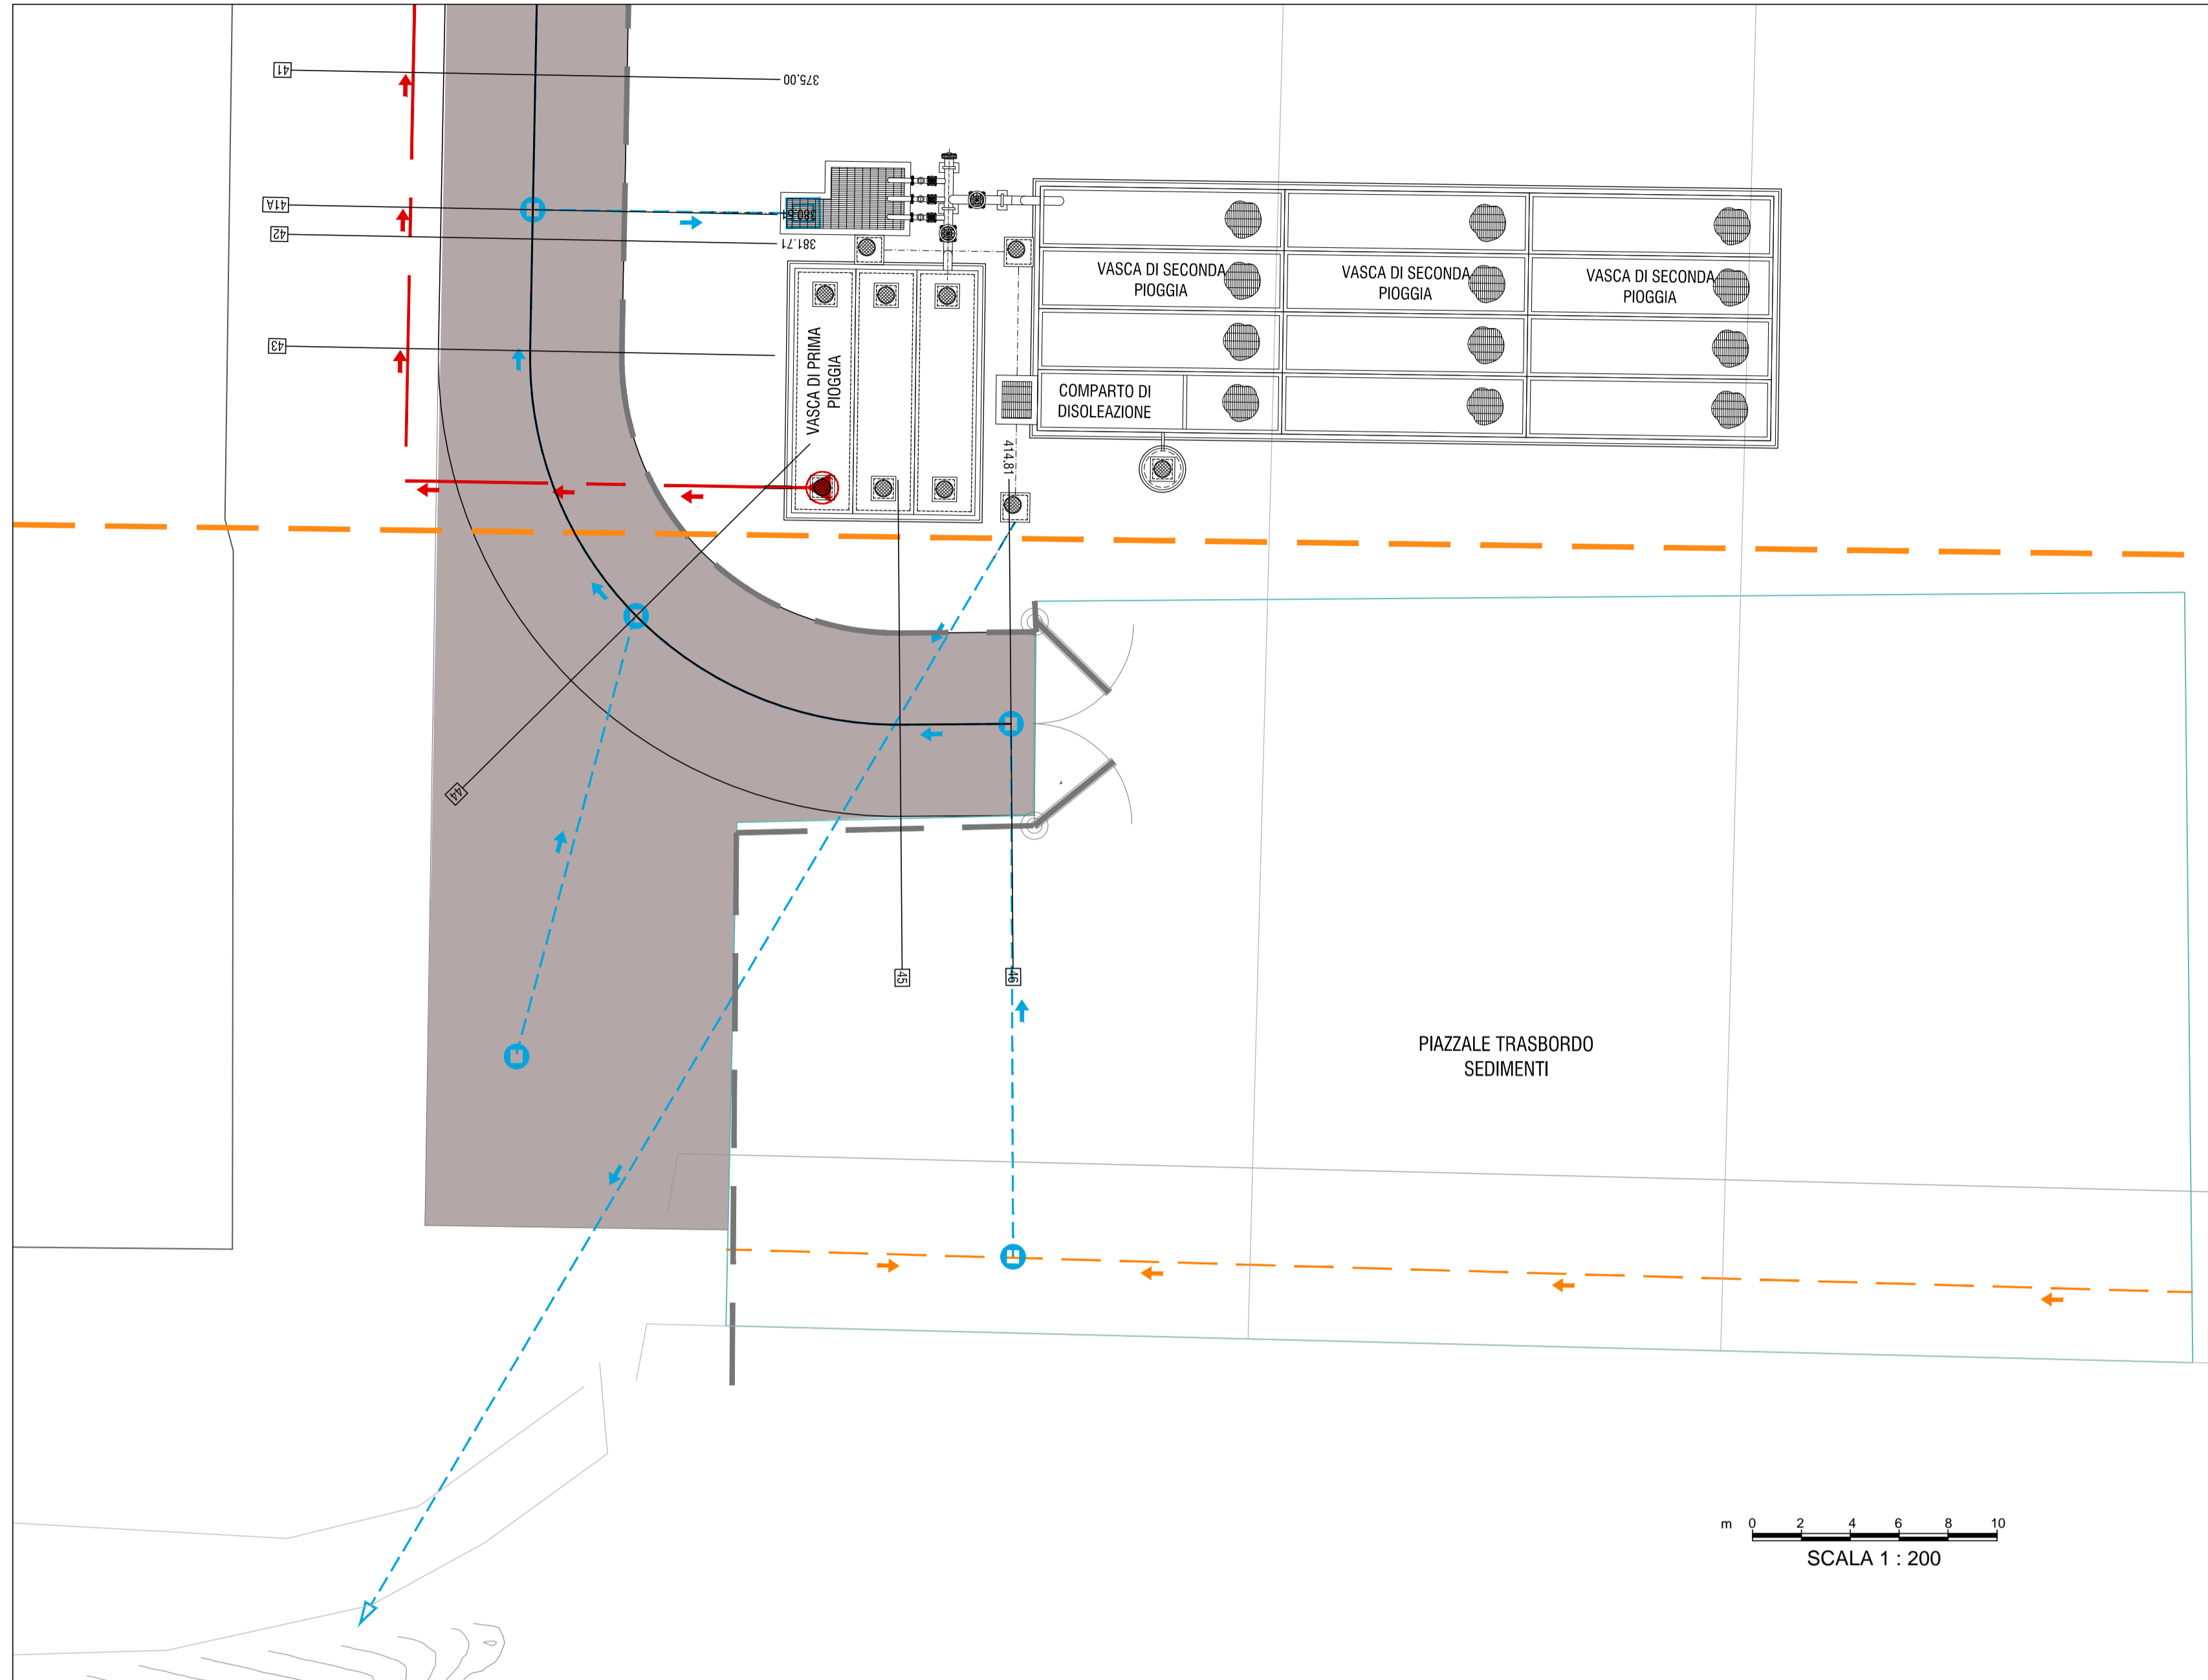 41
375.00
41A
380.51
42
381.71
VASCA DI SECONDA
PIOGGIA
VASCA DI SECONDA
PIOGGIA
VASCA DI SECONDA
PIOGGIA
43
VASCA DI PRIMA
PIOGGIA
COMPARTO DI
DISOLEAZIONE
414.81
44
45
46
PIAZZALE TRASBORDO
SEDIMENTI
m 0 2 4 6 8 10
SCALA 1 : 200